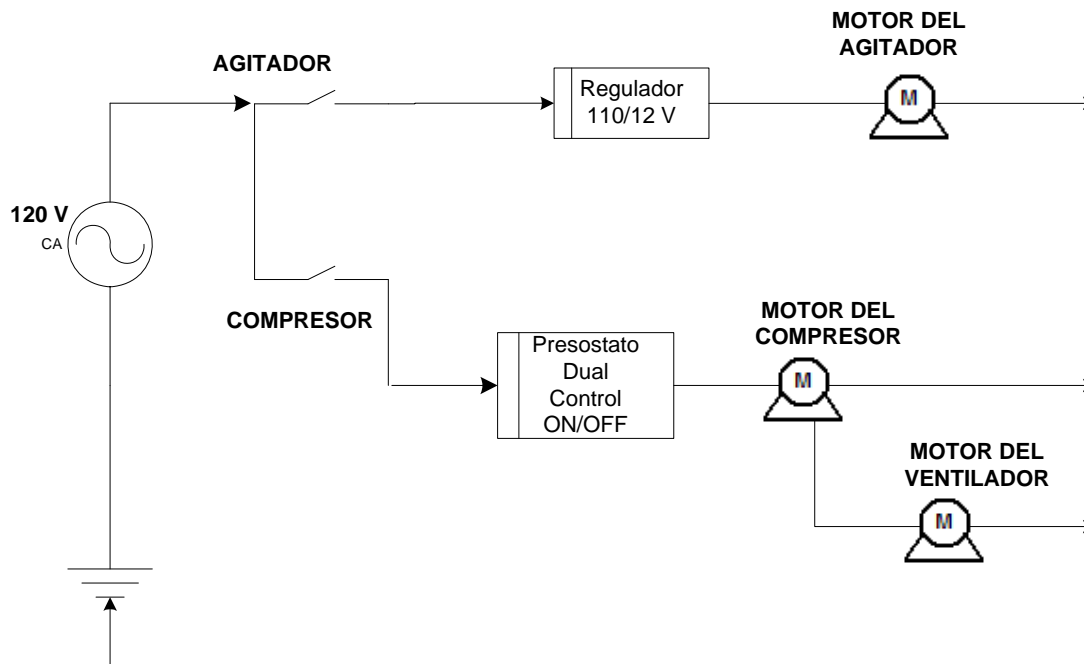 MOTOR DEL
AGITADOR
AGITADOR
Regulador
110/12 V
M
120 V
CA
COMPRESOR
Presostato
Dual
Control
ON/OFF
MOTOR DEL
COMPRESOR
M
MOTOR DEL
VENTILADOR
M